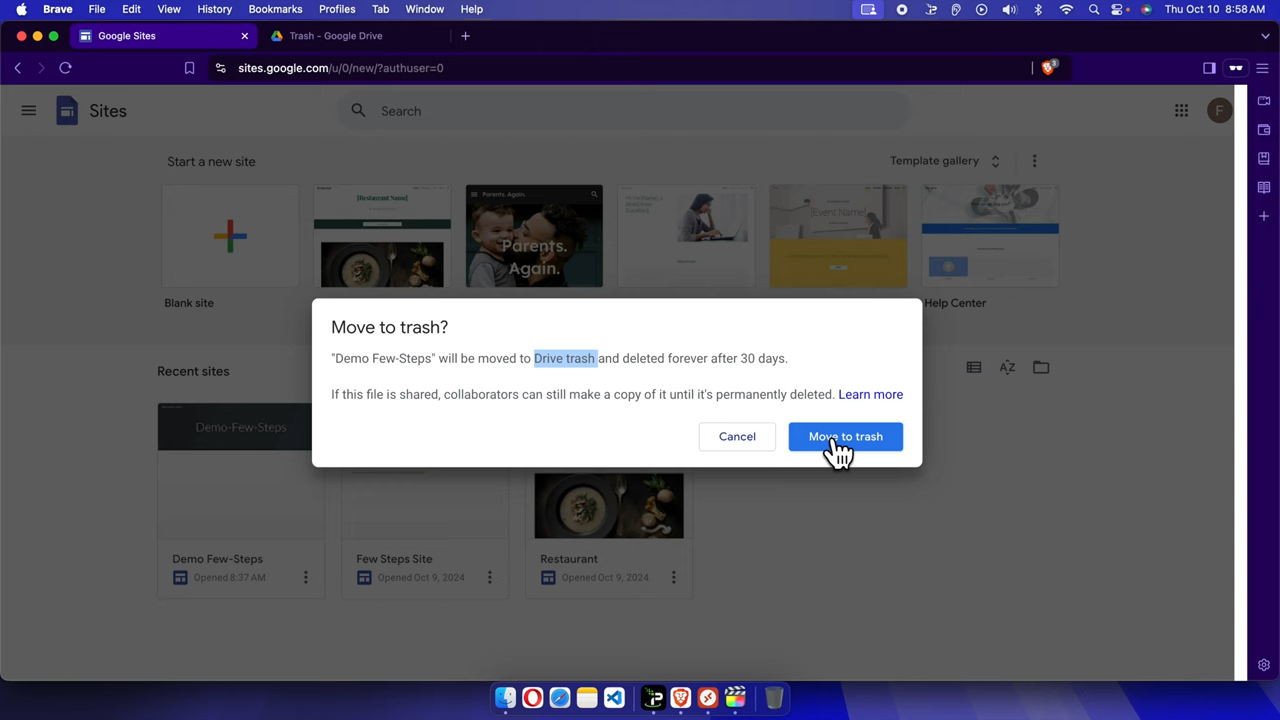 Brave File Edit View History Bookmarks Profiles Tab Window Help Thu Oct 10 8:58 AM
Google Sites
Trash - Google Drive
sites.google.com/u/0/new/?authuser=0
3
Sites
Search
F
Start a new site
Template gallery
[Restaurant Name]
Parents. Again.
Parents.
Again.
[Event Name]
Blank site
Help Center
Move to trash?
"Demo Few-Steps" will be moved to Drive trash and deleted forever after 30 days.
If this file is shared, collaborators can still make a copy of it until it's permanently deleted. Learn more
Cancel
Move to trash
Recent sites
Demo-Few-Steps
Demo Few-Steps
Opened 8:37 AM
Few Steps Site
Opened Oct 9, 2024
Restaurant
Opened Oct 9, 2024